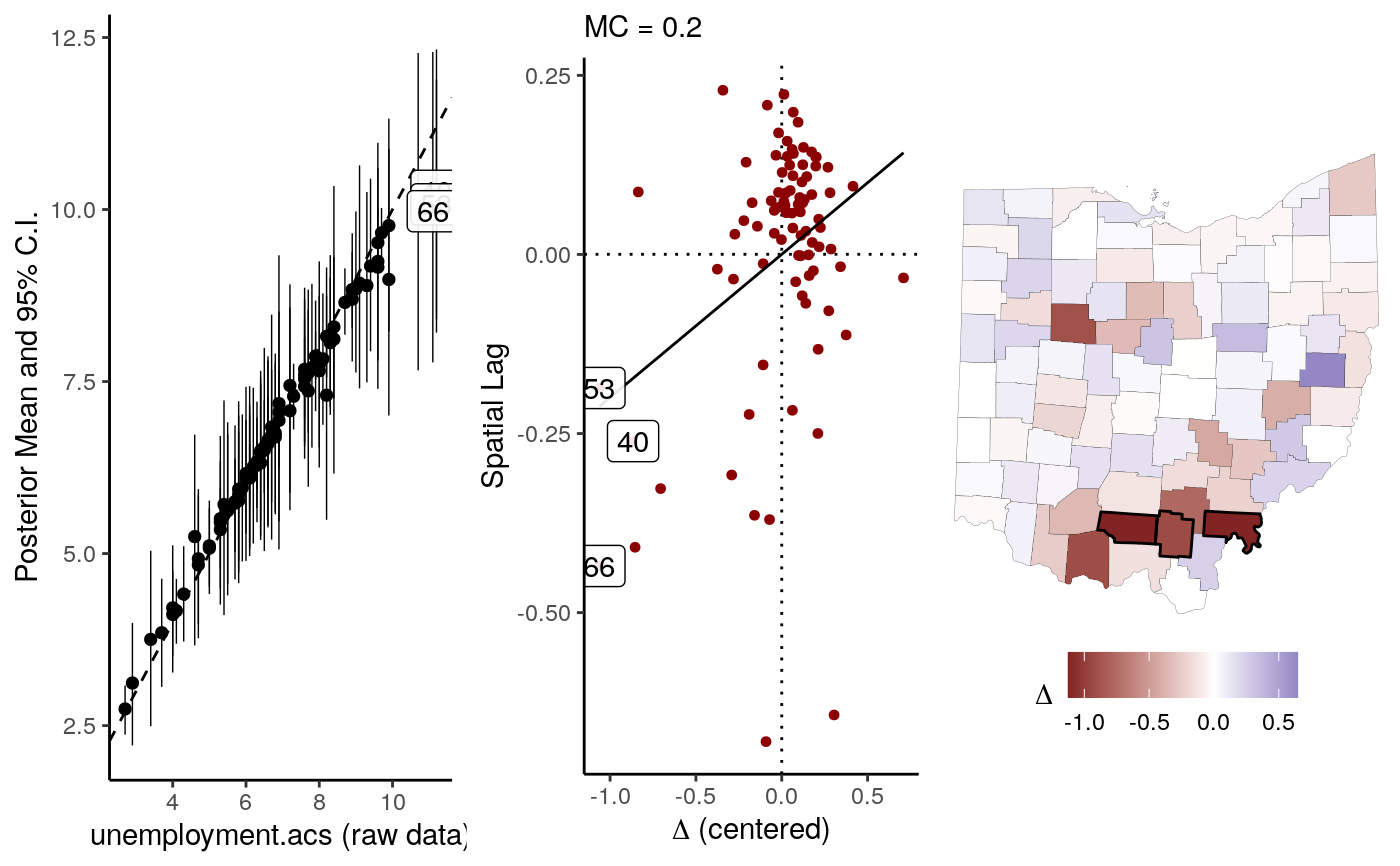 12.5
10.0
7.5
5.0
2.5
Posterior Mean and 95% C.I.
66
4 6 8 10
unemployment.acs (raw data)
MC = 0.2
0.25
0.00
-0.25
-0.50
Spatial Lag
53
40
66
-1.0 -0.5 0.0 0.5
Δ (centered)
Δ
-1.0 -0.5 0.0 0.5